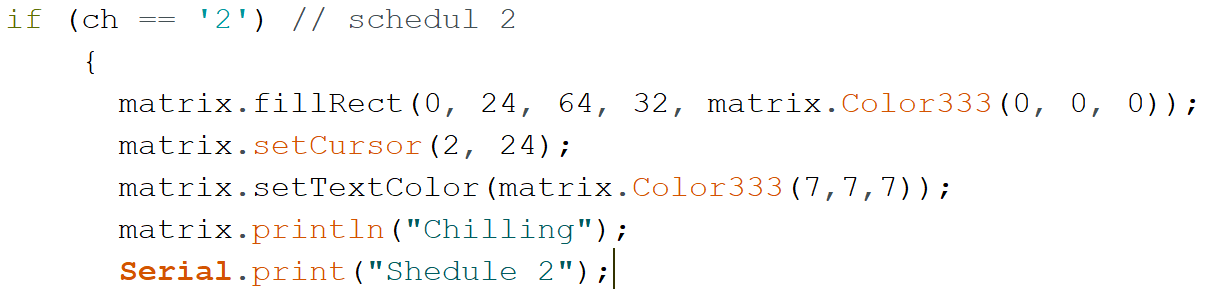 if (ch == '2') // schedul 2
{
matrix.fillRect(0, 24, 64, 32, matrix.Color333(0, 0, 0));
matrix.setCursor(2, 24);
matrix.setTextColor(matrix.Color333(7,7,7));
matrix.println("Chilling");
Serial.print("Shedule 2");